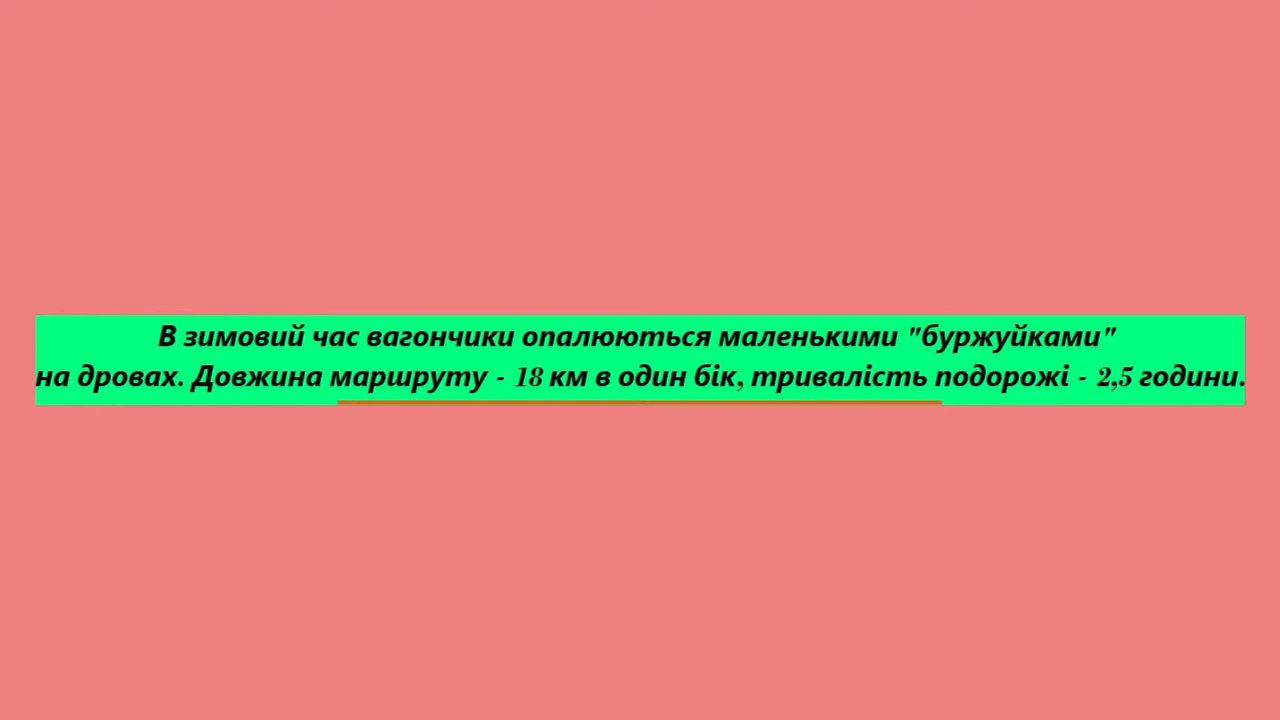 В зимовий час вагончики опалюються маленькими "буржуйками"
на дровах. Довжина маршруту - 18 км в один бік, тривалість подорожі - 2,5 години.